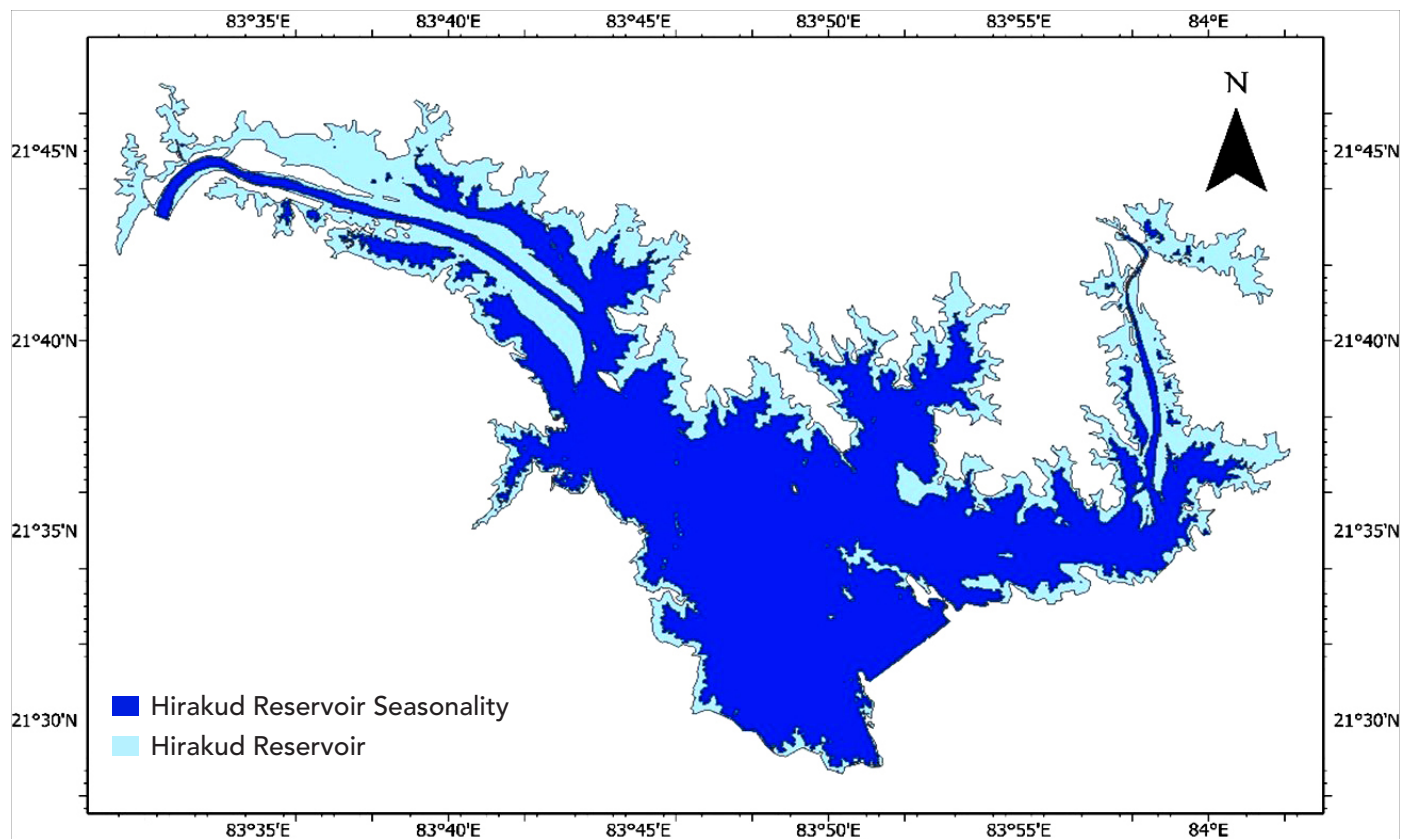 83°35'E 83°40'E 83°45'E 83°50'E 83°55'E 84°E
N
21°45'N 21°45'N
21°40'N 21°40'N
21°35'N 21°35'N
Hirakud Reservoir Seasonality
21°30'N 21°30'N
Hirakud Reservoir
83°35'E 83°40'E 83°45'E 83°50'E 83°55'E 84°E